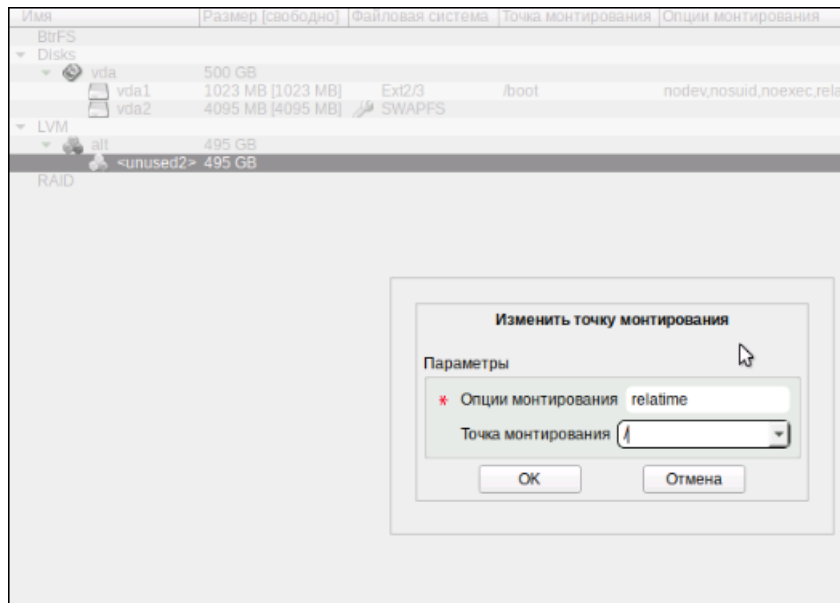 Имя Размер [свободно] Файловая система Точка монтирования Опции монтирования
BtrFS
Disks
vda 500 GB
vda1 1023 MB [1023 MB] Ext2/3 /boot nodev,nosuid,noexec,rela
vda2 4095 MB [4095 MB] SWAPFS
LVM
alt 495 GB
<unused2> 495 GB
RAID
Изменить точку монтирования
Параметры
* Опции монтирования relatime
Точка монтирования /
OK Отмена